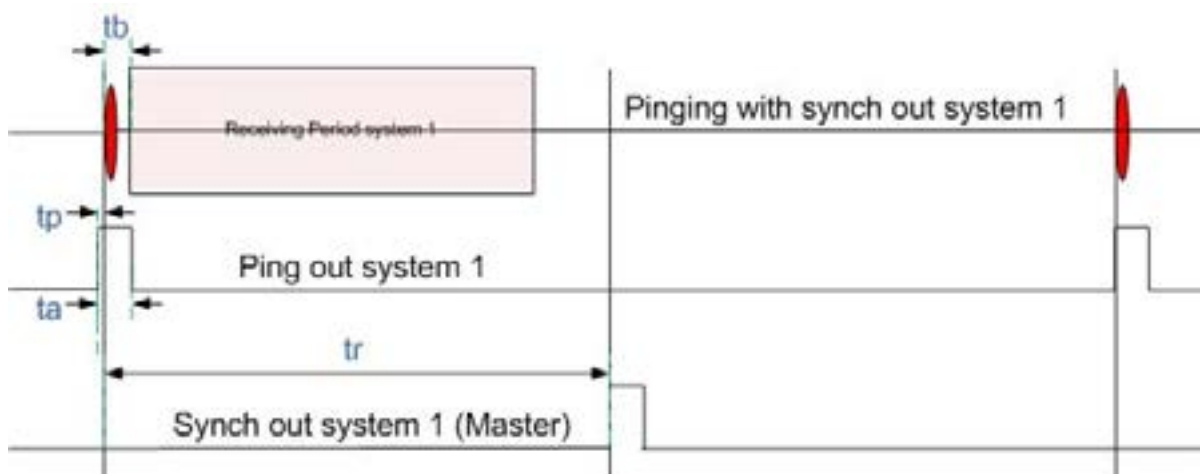 tb
Pinging with synch out system 1
Receiving Period system 1
tp
Ping out system 1
ta
tr
Synch out system 1 (Master)